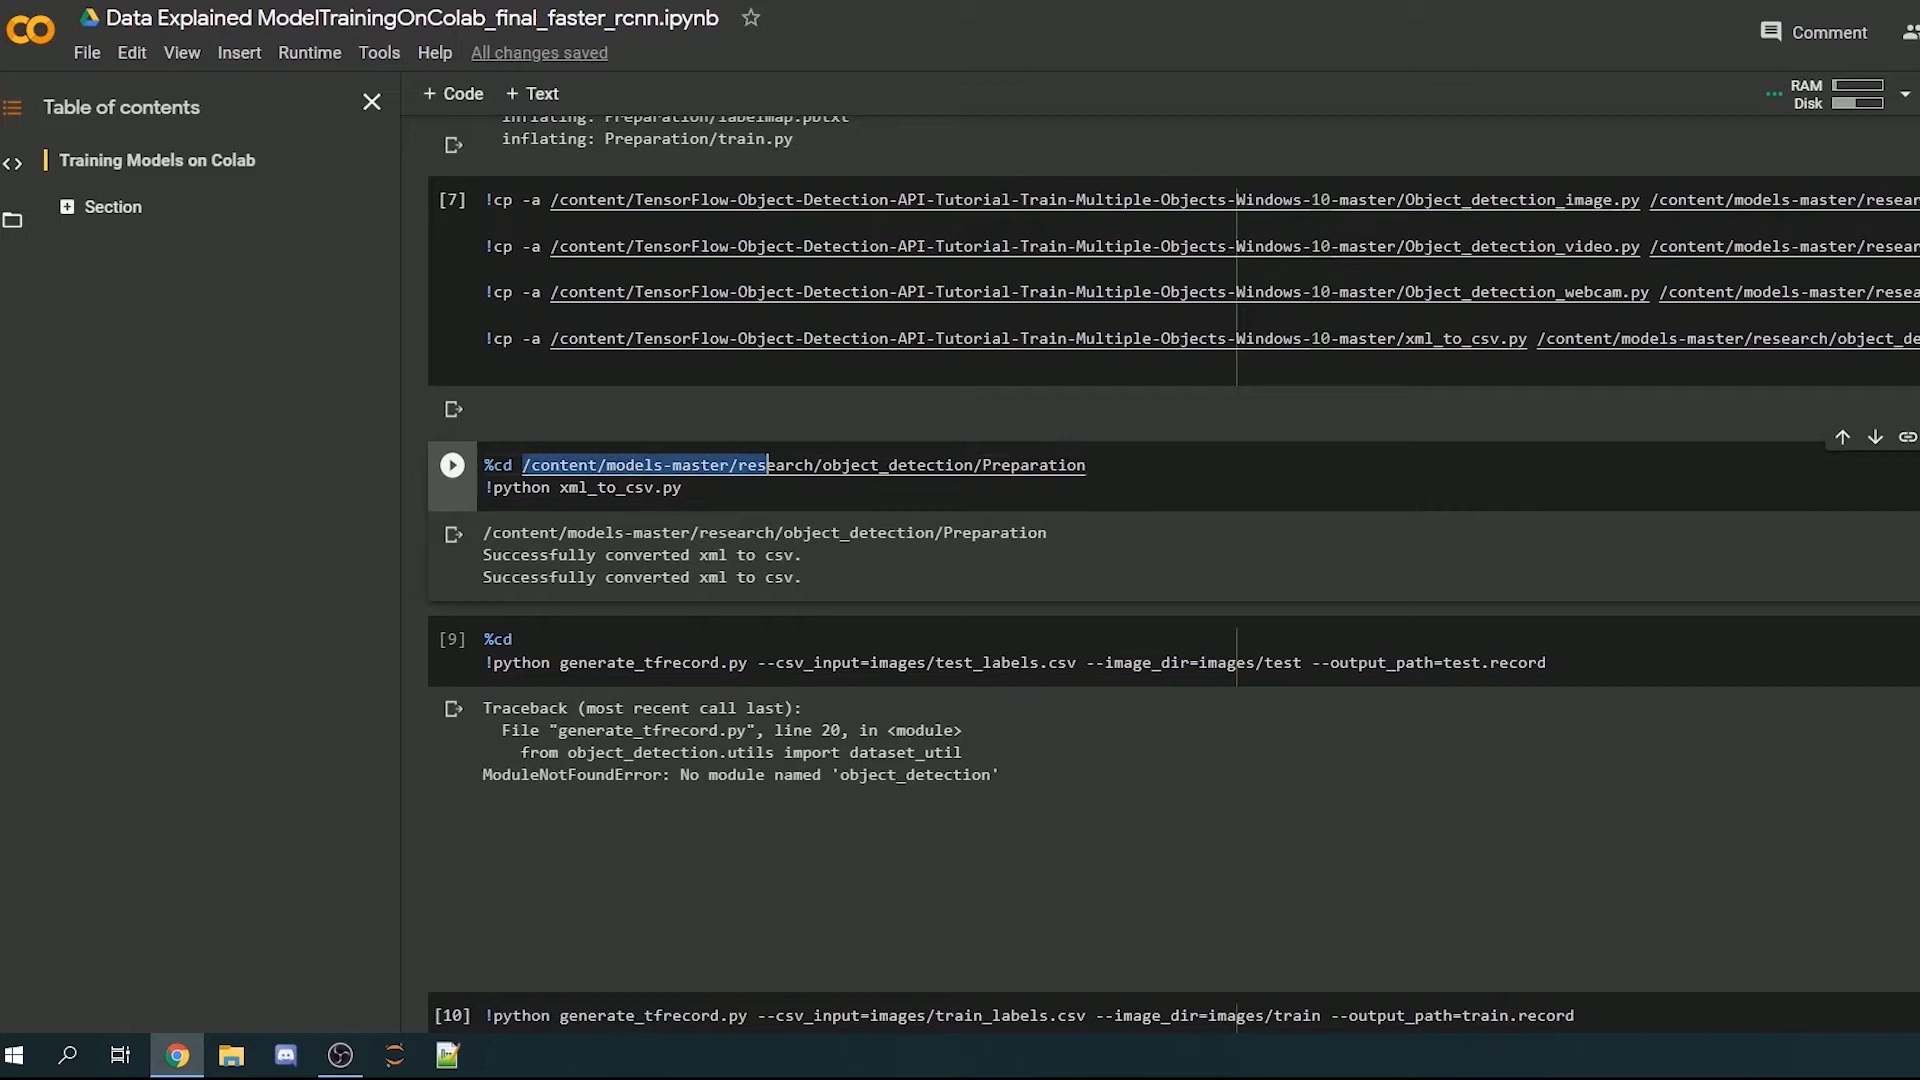 Data Explained ModelTrainingOnColab_final_faster_rcnn.ipynb
File Edit View Insert Runtime Tools Help All changes saved
Comment
Table of contents
+ Code + Text
RAM
Disk
Training Models on Colab
Section
inflating: Preparation/labelmap.pbtxt
inflating: Preparation/train.py
[7] !cp -a /content/TensorFlow-Object-Detection-API-Tutorial-Train-Multiple-Objects-Windows-10-master/Object_detection_image.py /content/models-master/resear
!cp -a /content/TensorFlow-Object-Detection-API-Tutorial-Train-Multiple-Objects-Windows-10-master/Object_detection_video.py /content/models-master/resear
!cp -a /content/TensorFlow-Object-Detection-API-Tutorial-Train-Multiple-Objects-Windows-10-master/Object_detection_webcam.py /content/models-master/resea
!cp -a /content/TensorFlow-Object-Detection-API-Tutorial-Train-Multiple-Objects-Windows-10-master/xml_to_csv.py /content/models-master/research/object_de
%cd /content/models-master/research/object_detection/Preparation
!python xml_to_csv.py
/content/models-master/research/object_detection/Preparation
Successfully converted xml to csv.
Successfully converted xml to csv.
[9] %cd
!python generate_tfrecord.py --csv_input=images/test_labels.csv --image_dir=images/test --output_path=test.record
Traceback (most recent call last):
File "generate_tfrecord.py", line 20, in <module>
from object_detection.utils import dataset_util
ModuleNotFoundError: No module named 'object_detection'
[10] !python generate_tfrecord.py --csv_input=images/train_labels.csv --image_dir=images/train --output_path=train.record